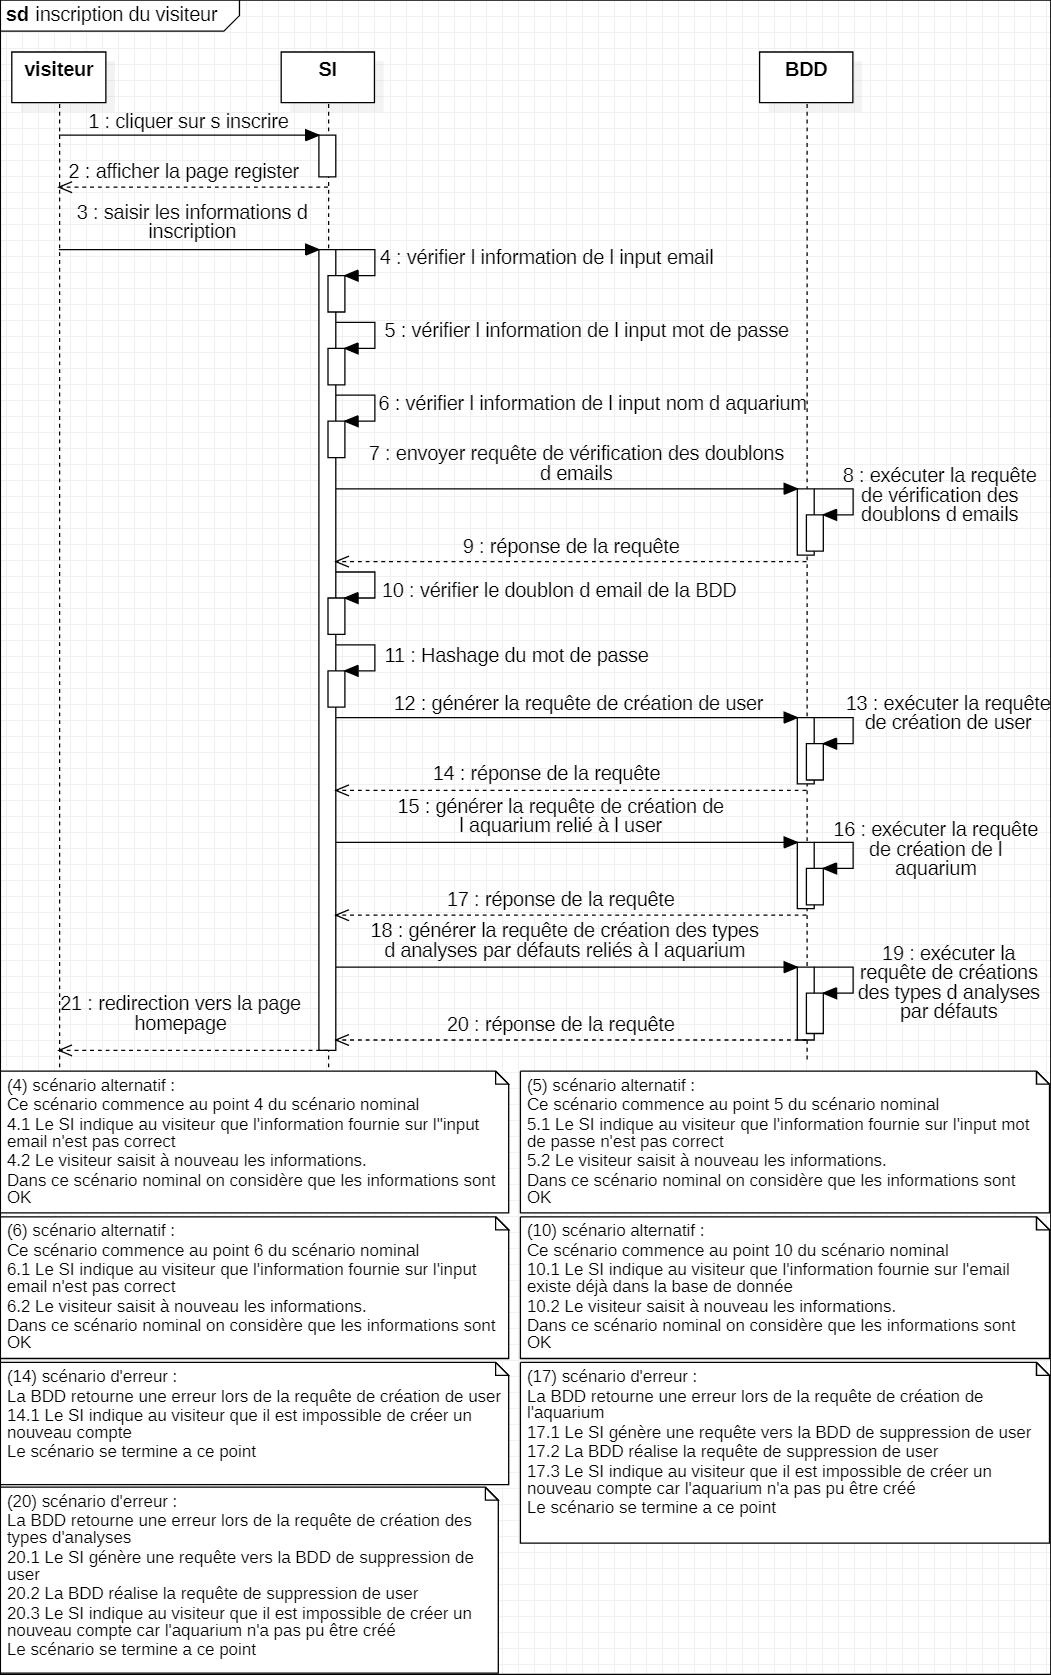 sd inscription du visiteur
visiteur
SI
BDD
1 : cliquer sur s inscrire
2 : afficher la page register
3 : saisir les informations d
inscription
4 : vérifier l information de l input email
5 : vérifier l information de l input mot de passe
6 : vérifier l information de l input nom d aquarium
7 : envoyer requête de vérification des doublons
d emails
8 : exécuter la requête
de vérification des
doublons d emails
9 : réponse de la requête
10 : vérifier le doublon d email de la BDD
11 : Hashage du mot de passe
12 : générer la requête de création de user
13 : exécuter la requête
de création de user
14 : réponse de la requête
15 : générer la requête de création de
l aquarium relié à l user
16 : exécuter la requête
de création de l
aquarium
17 : réponse de la requête
18 : générer la requête de création des types
d analyses par défauts reliés à l aquarium
19 : exécuter la
requête de créations
des types d analyses
par défauts
20 : réponse de la requête
21 : redirection vers la page
homepage
(4) scénario alternatif :
Ce scénario commence au point 4 du scénario nominal
4.1 Le SI indique au visiteur que l'information fournie sur l''input
email n'est pas correct
4.2 Le visiteur saisit à nouveau les informations.
Dans ce scénario nominal on considère que les informations sont
OK
(5) scénario alternatif :
Ce scénario commence au point 5 du scénario nominal
5.1 Le SI indique au visiteur que l'information fournie sur l'input mot
de passe n'est pas correct
5.2 Le visiteur saisit à nouveau les informations.
Dans ce scénario nominal on considère que les informations sont
OK
(6) scénario alternatif :
Ce scénario commence au point 6 du scénario nominal
6.1 Le SI indique au visiteur que l'information fournie sur l'input
email n'est pas correct
6.2 Le visiteur saisit à nouveau les informations.
Dans ce scénario nominal on considère que les informations sont
OK
(10) scénario alternatif :
Ce scénario commence au point 10 du scénario nominal
10.1 Le SI indique au visiteur que l'information fournie sur l'email
existe déjà dans la base de donnée
10.2 Le visiteur saisit à nouveau les informations.
Dans ce scénario nominal on considère que les informations sont
OK
(14) scénario d'erreur :
La BDD retourne une erreur lors de la requête de création de user
14.1 Le SI indique au visiteur que il est impossible de créer un
nouveau compte
Le scénario se termine a ce point
(17) scénario d'erreur :
La BDD retourne une erreur lors de la requête de création de
l'aquarium
17.1 Le SI génère une requête vers la BDD de suppression de user
17.2 La BDD réalise la requête de suppression de user
17.3 Le SI indique au visiteur que il est impossible de créer un
nouveau compte car l'aquarium n'a pas pu être créé
Le scénario se termine a ce point
(20) scénario d'erreur :
La BDD retourne une erreur lors de la requête de création des
types d'analyses
20.1 Le SI génère une requête vers la BDD de suppression de
user
20.2 La BDD réalise la requête de suppression de user
20.3 Le SI indique au visiteur que il est impossible de créer un
nouveau compte car l'aquarium n'a pas pu être créé
Le scénario se termine a ce point